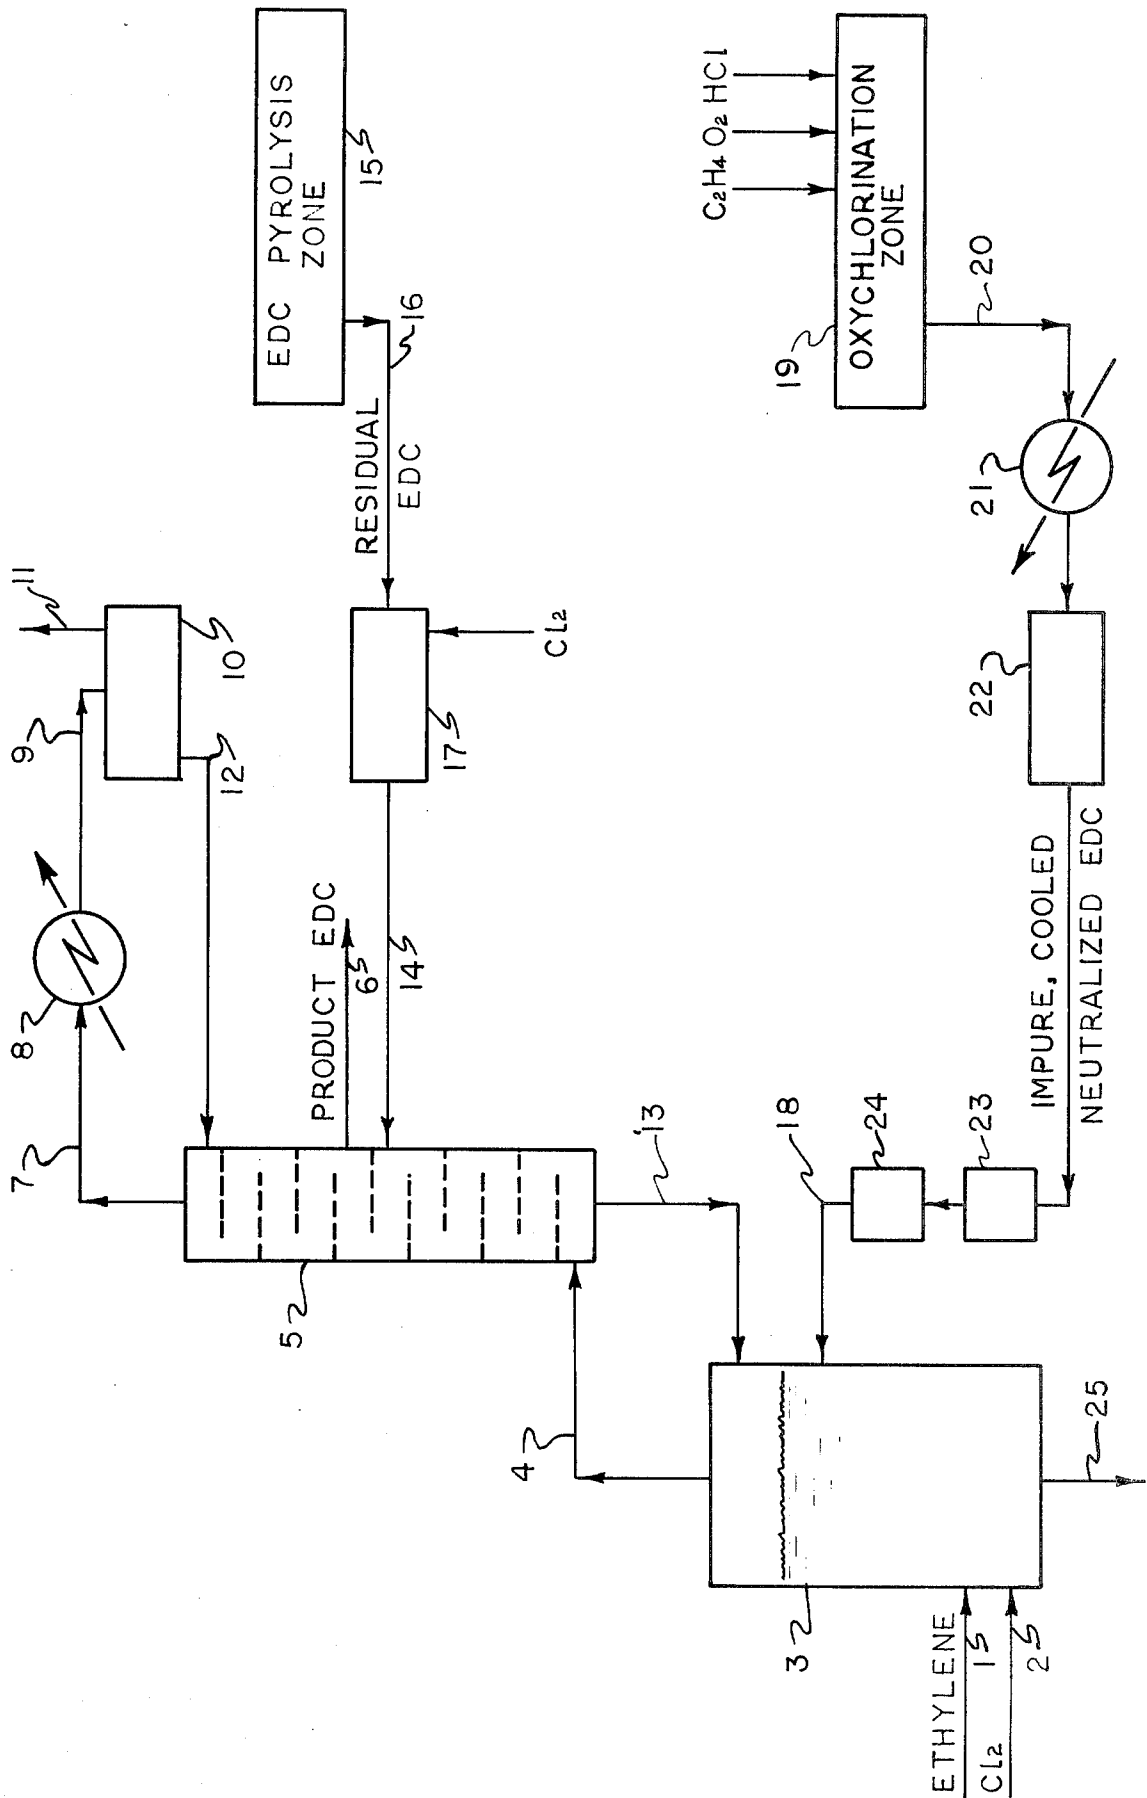 ETHYLENE
1
Cl2
2
3
4
25
5
13
18
24
23
7
8
9
10
11
12
PRODUCT EDC
6
14
17
Cl2
RESIDUAL
EDC
16
EDC PYROLYSIS
ZONE
15
IMPURE, COOLED
NEUTRALIZED EDC
22
21
20
19
OXYCHLORINATION
ZONE
C2H4 O2 HCl